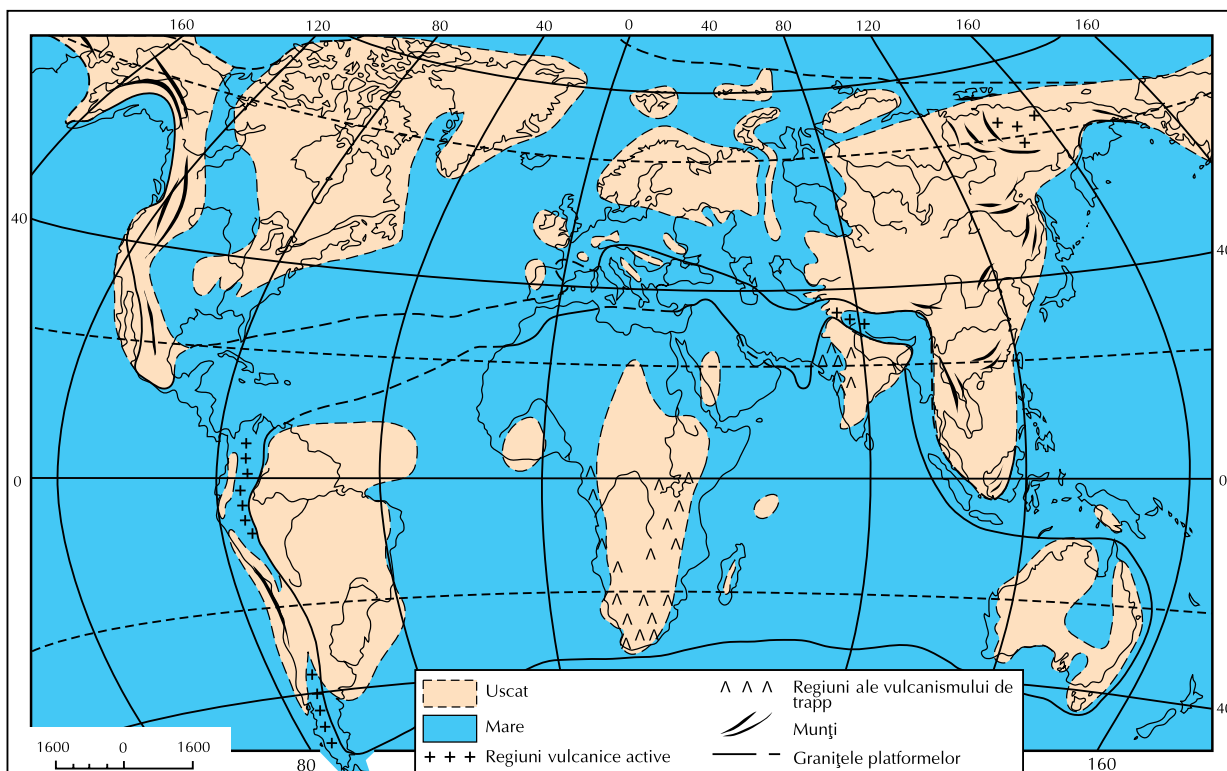 160 120 80 40 0 40 80 120 160 160
40 40
0 0
40
Uscat
Mare
+ + + Regiuni vulcanice active
^ ^ ^ Regiuni ale vulcanismului de
trapp
Munţi
Graniţele platformelor
1600 0 1600
80 160